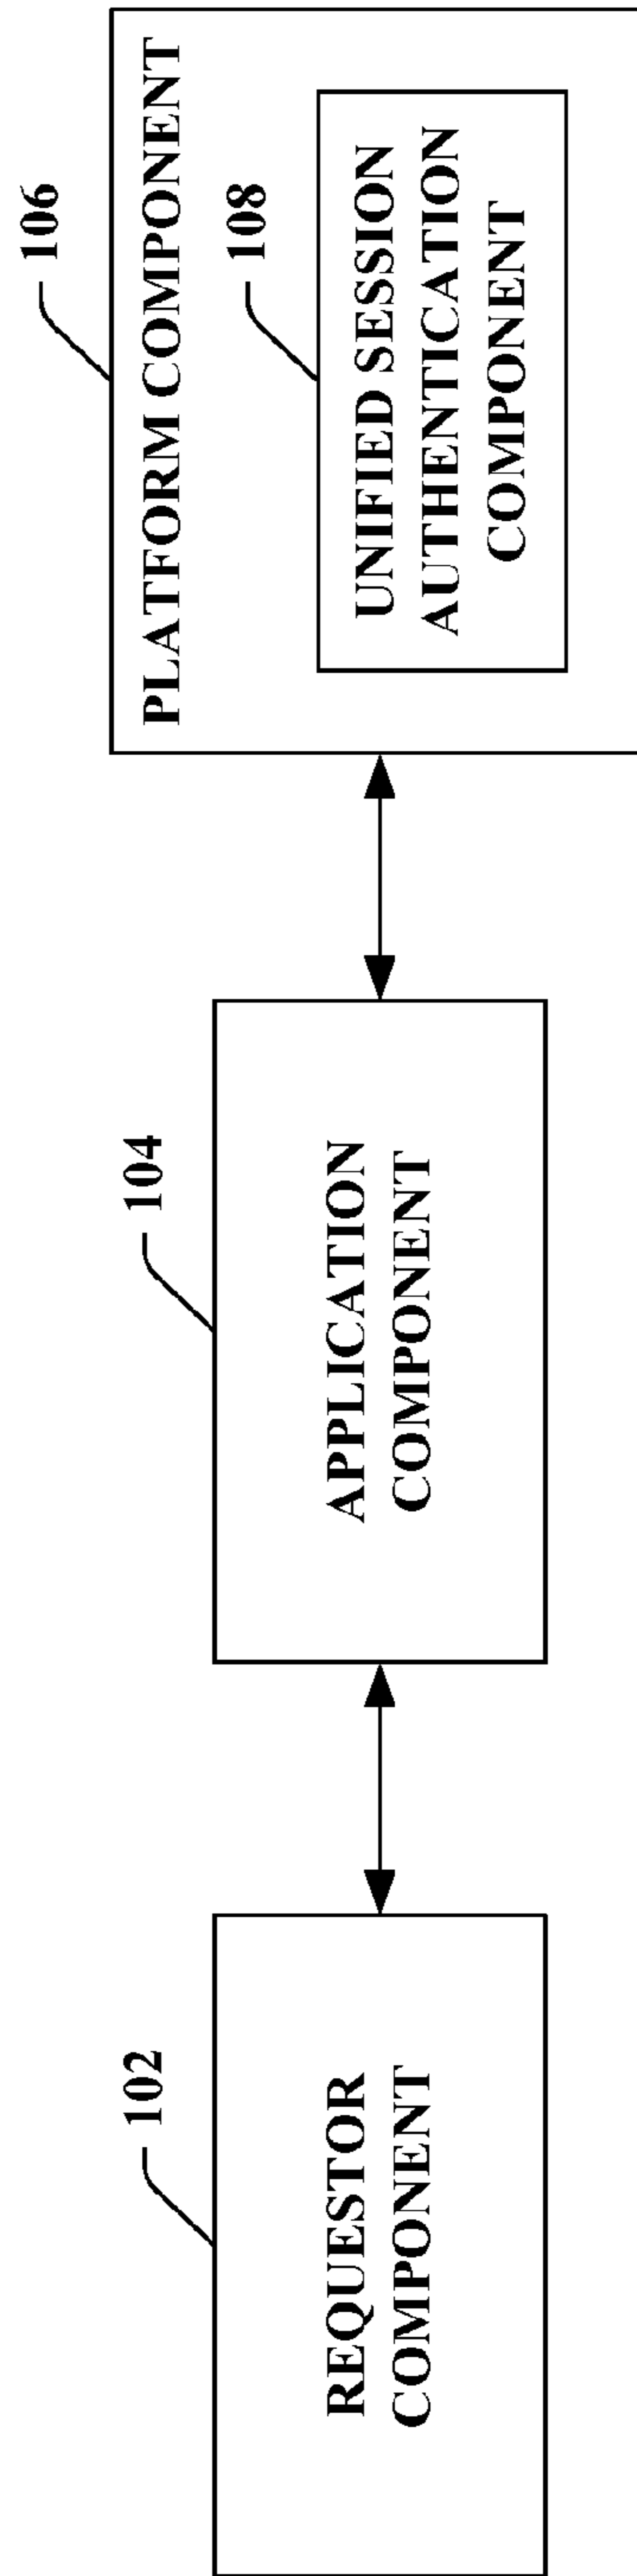 102
REQUESTOR
COMPONENT
104
APPLICATION
COMPONENT
106
PLATFORM COMPONENT
108
UNIFIED SESSION
AUTHENTICATION
COMPONENT